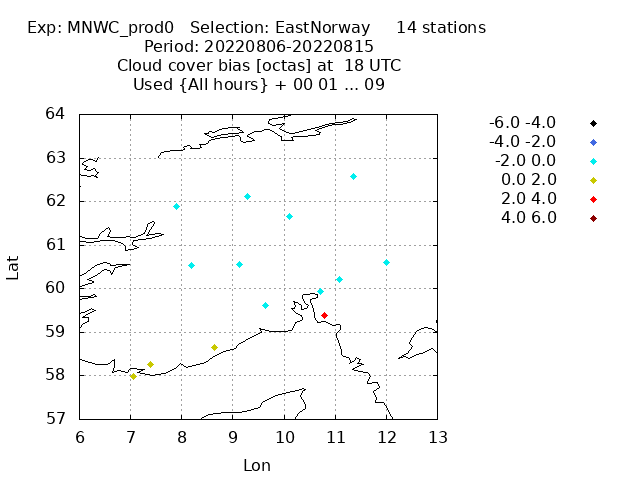 Exp: MNWC_prod0 Selection: EastNorway 14 stations
Period: 20220806-20220815
Cloud cover bias [octas] at 18 UTC
Used {All hours} + 00 01 ... 09
-6.0 -4.0
-4.0 -2.0
-2.0 0.0
0.0 2.0
2.0 4.0
4.0 6.0
64
63
62
61
60
59
58
57
Lat
6 7 8 9 10 11 12 13
Lon